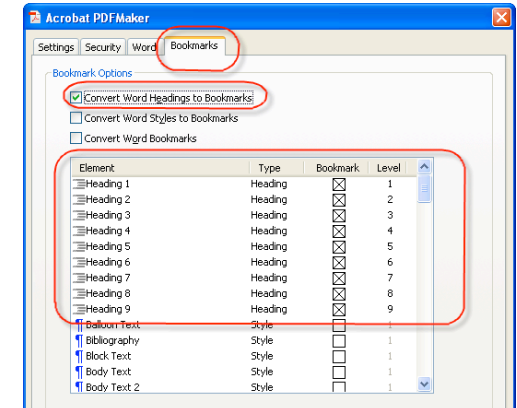 Acrobat PDFMaker
Settings Security Word Bookmarks
Bookmark Options
Convert Word Headings to Bookmarks
Convert Word Styles to Bookmarks
Convert Word Bookmarks
Element Type Bookmark Level
Heading 1 Heading 1
Heading 2 Heading 2
Heading 3 Heading 3
Heading 4 Heading 4
Heading 5 Heading 5
Heading 6 Heading 6
Heading 7 Heading 7
Heading 8 Heading 8
Heading 9 Heading 9
Balloon Text Style 1
Bibliography Style 1
Block Text Style 1
Body Text Style 1
Body Text 2 Style 1